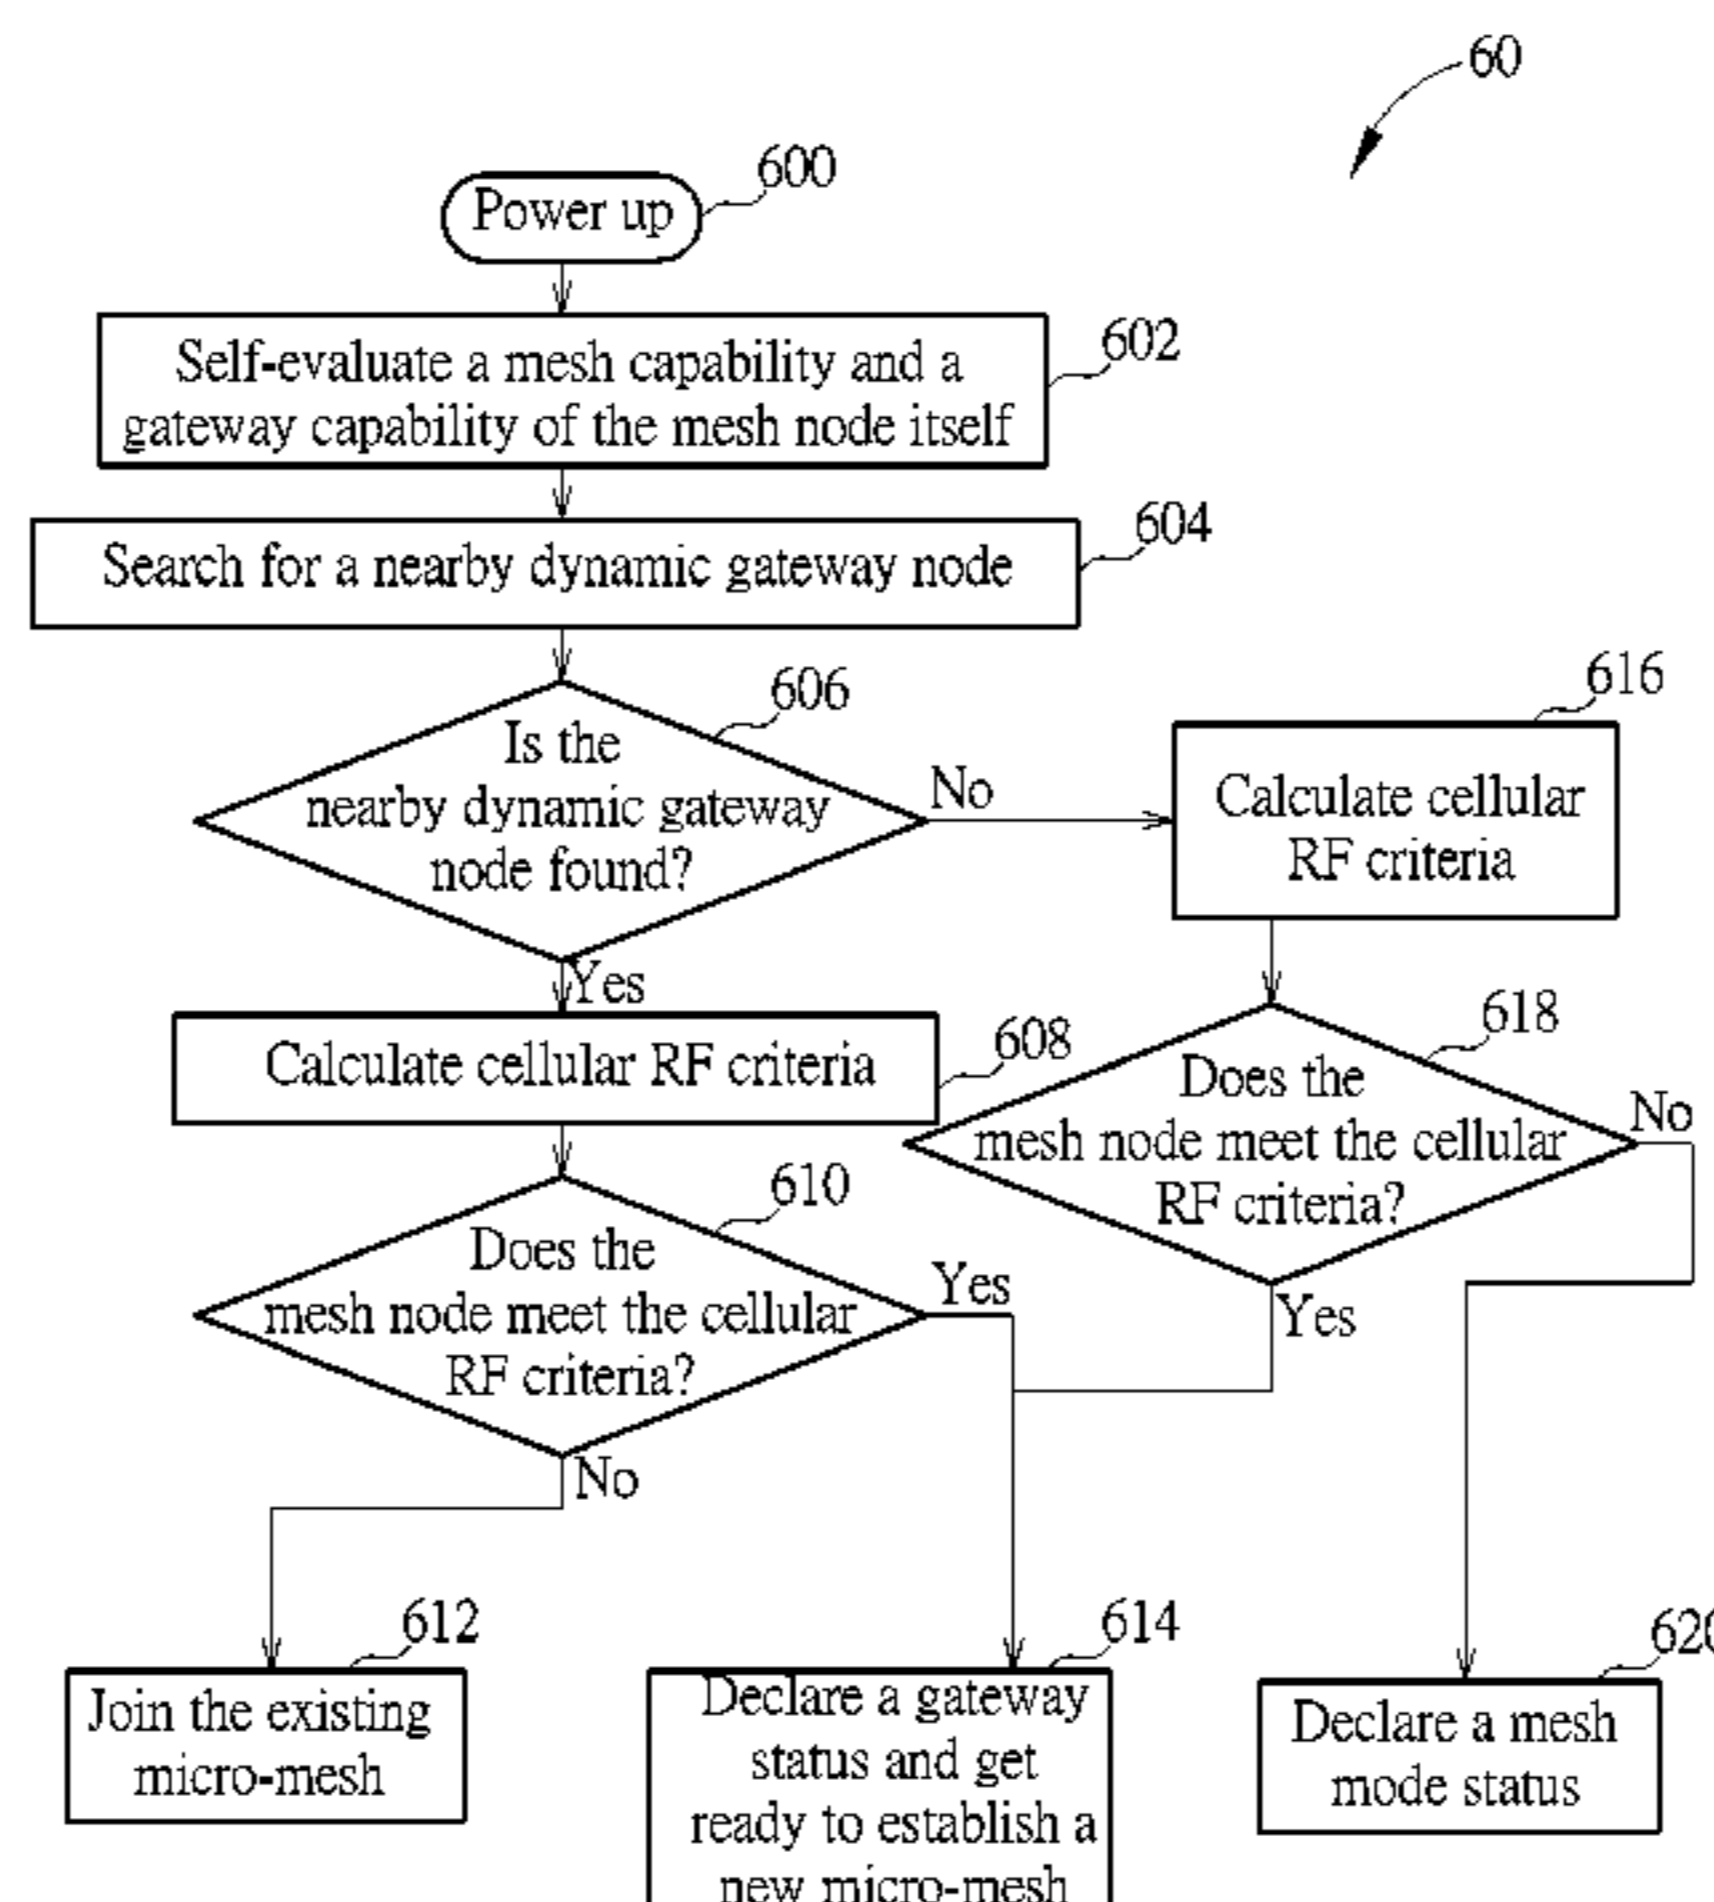 60
600
Power up
602
Self-evaluate a mesh capability and a
gateway capability of the mesh node itself
604
Search for a nearby dynamic gateway node
606
Is the
nearby dynamic gateway
node found?
No
616
Calculate cellular
RF criteria
Yes
608
Calculate cellular RF criteria
618
Does the
mesh node meet the cellular
RF criteria?
No
Yes
610
Does the
mesh node meet the cellular
RF criteria?
Yes
No
612
Join the existing
micro-mesh
614
Declare a gateway
status and get
ready to establish a
new micro-mesh
620
Declare a mesh
mode status